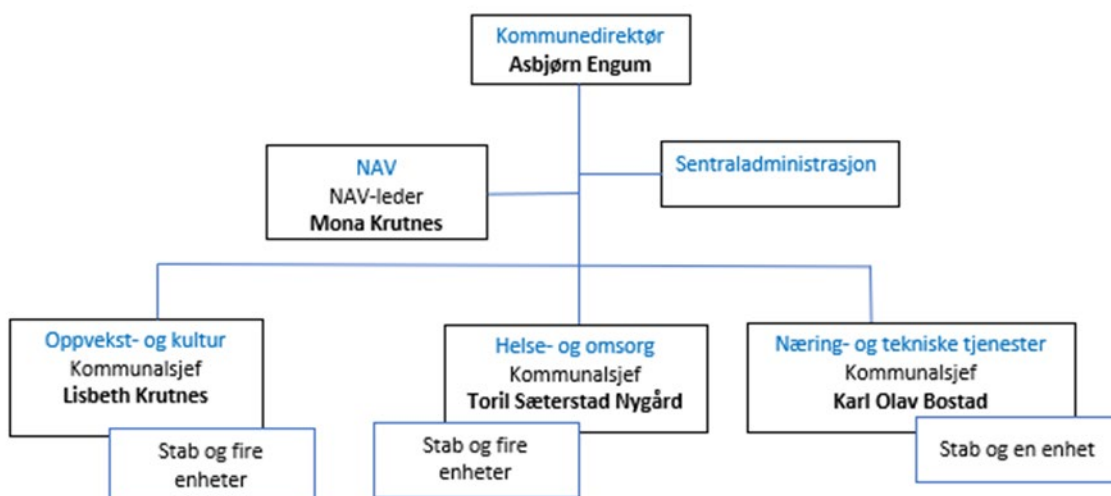 Kommunedirektør
Asbjørn Engum
NAV
NAV-leder
Mona Krutnes
Sentraladministrasjon
Oppvekst- og kultur
Kommunalsjef
Lisbeth Krutnes
Stab og fire
enheter
Helse- og omsorg
Kommunalsjef
Toril Sæterstad Nygård
Stab og fire
enheter
Næring- og tekniske tjenester
Kommunalsjef
Karl Olav Bostad
Stab og en enhet